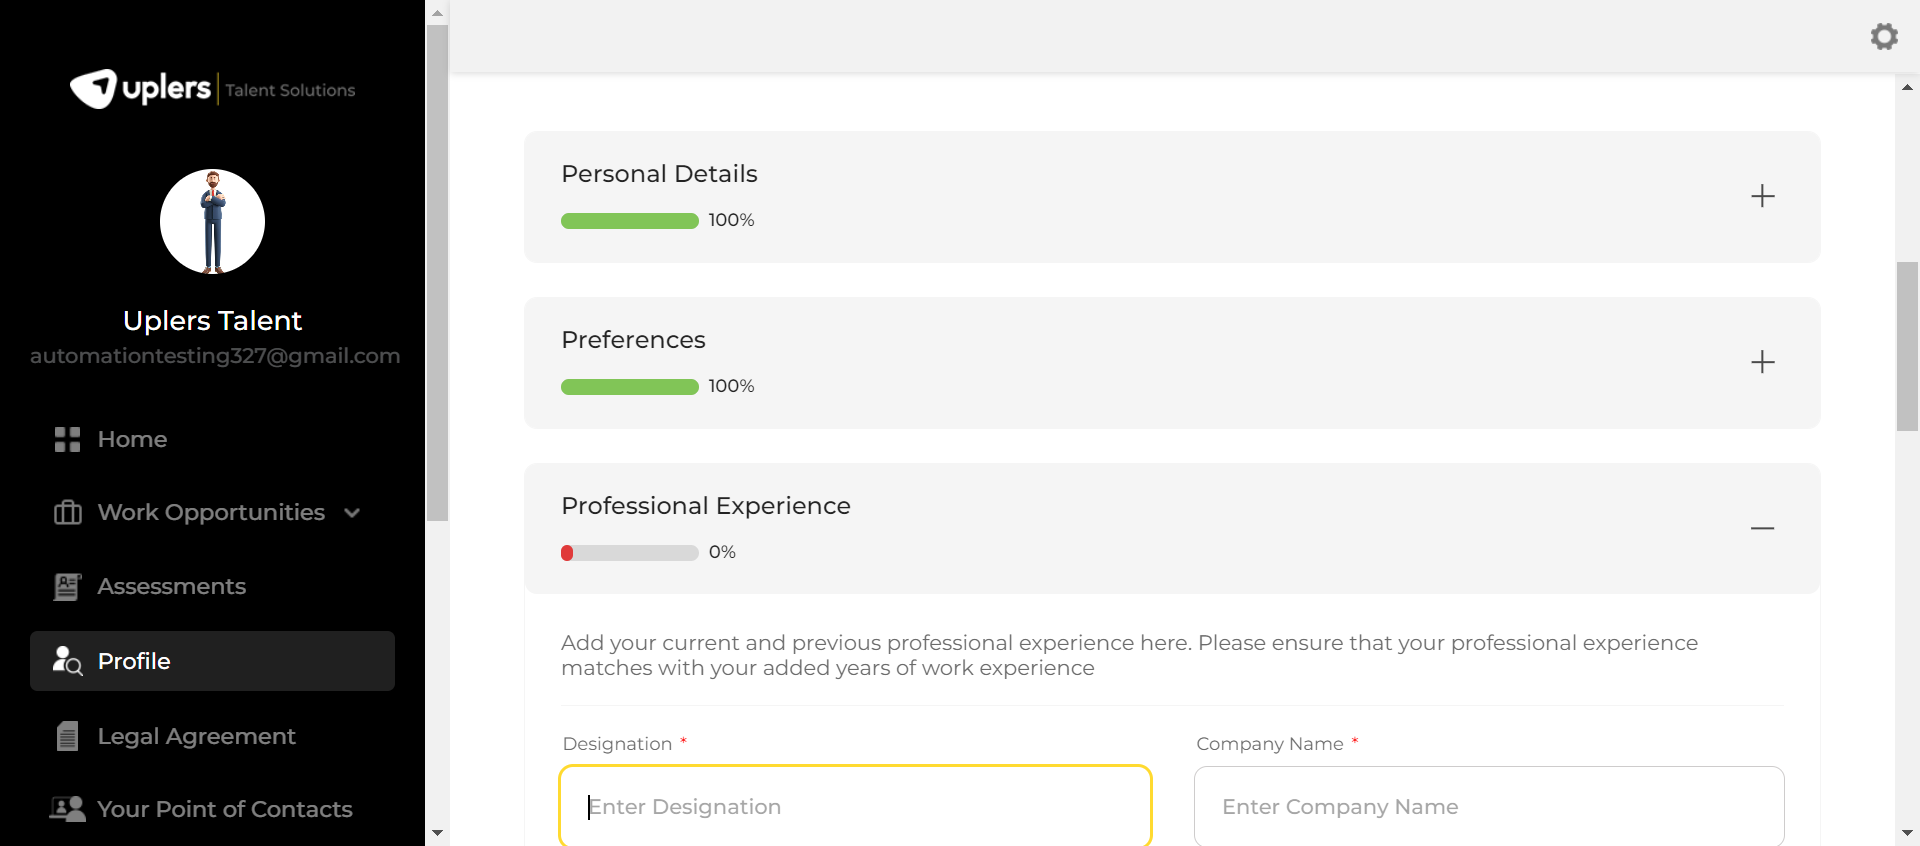 uplers Talent Solutions
Uplers Talent
automationtesting327@gmail.com
Home
Work Opportunities
Assessments
Profile
Legal Agreement
Your Point of Contacts
Personal Details
100%
Preferences
100%
Professional Experience
0%
Add your current and previous professional experience here. Please ensure that your professional experience
matches with your added years of work experience
Designation *
Enter Designation
Company Name *
Enter Company Name